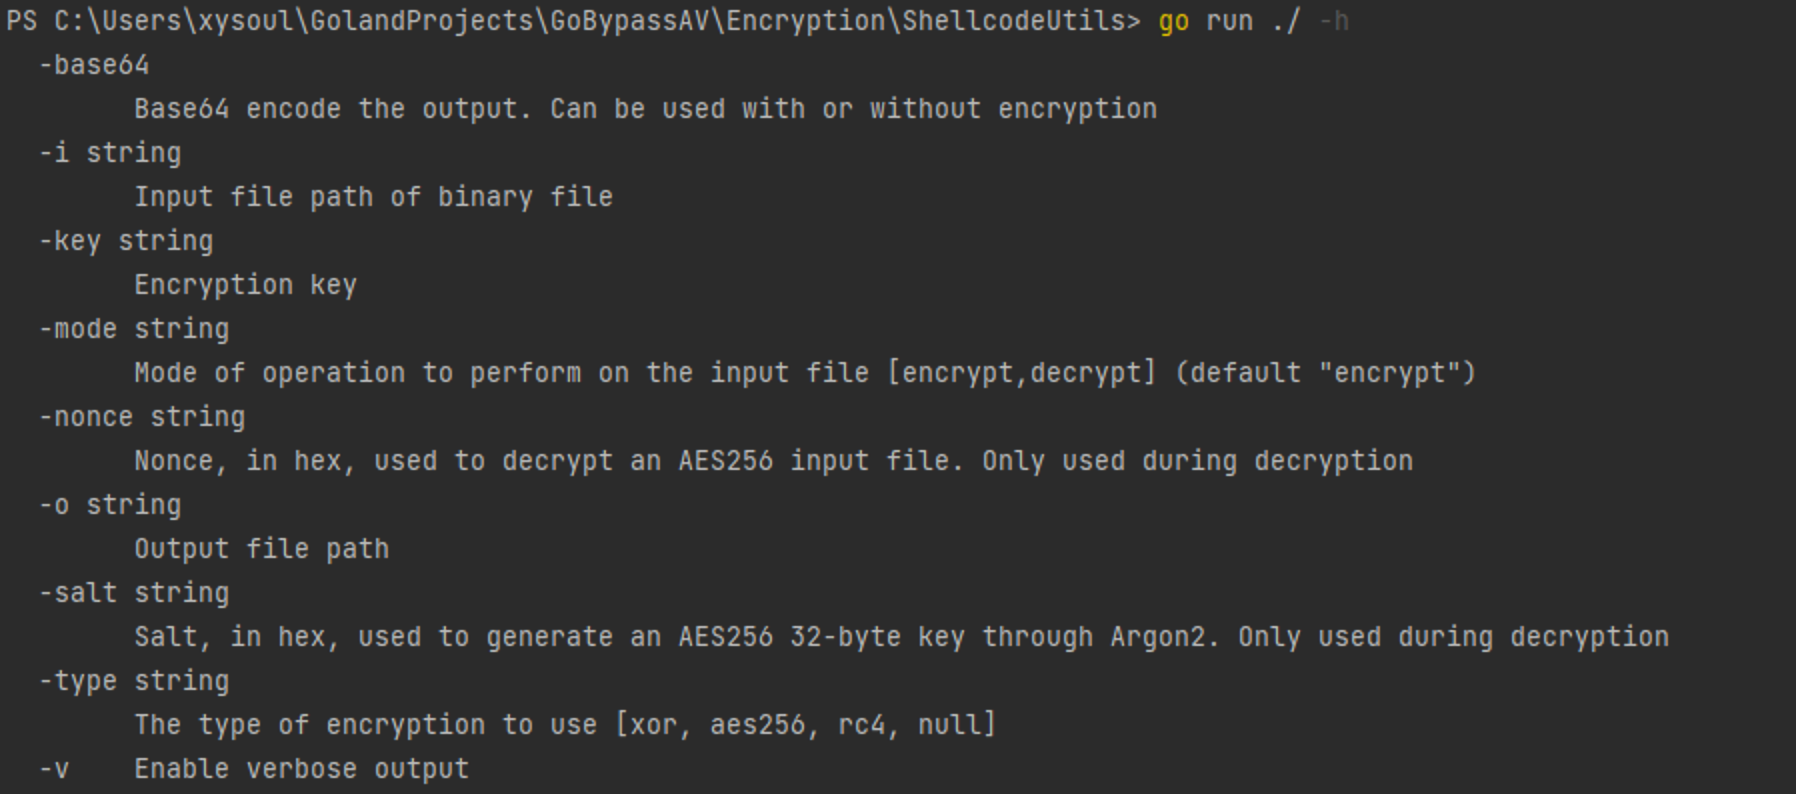 PS C:\Users\xysoul\GolandProjects\GoBypassAV\Encryption\ShellcodeUtils> go run ./ -h
-base64
Base64 encode the output. Can be used with or without encryption
-i string
Input file path of binary file
-key string
Encryption key
-mode string
Mode of operation to perform on the input file [encrypt,decrypt] (default "encrypt")
-nonce string
Nonce, in hex, used to decrypt an AES256 input file. Only used during decryption
-o string
Output file path
-salt string
Salt, in hex, used to generate an AES256 32-byte key through Argon2. Only used during decryption
-type string
The type of encryption to use [xor, aes256, rc4, null]
-v Enable verbose output